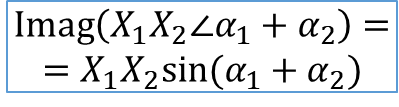 Imag(X₁X₂∠α₁ + α₂) =
= X₁X₂sin(α₁ + α₂)